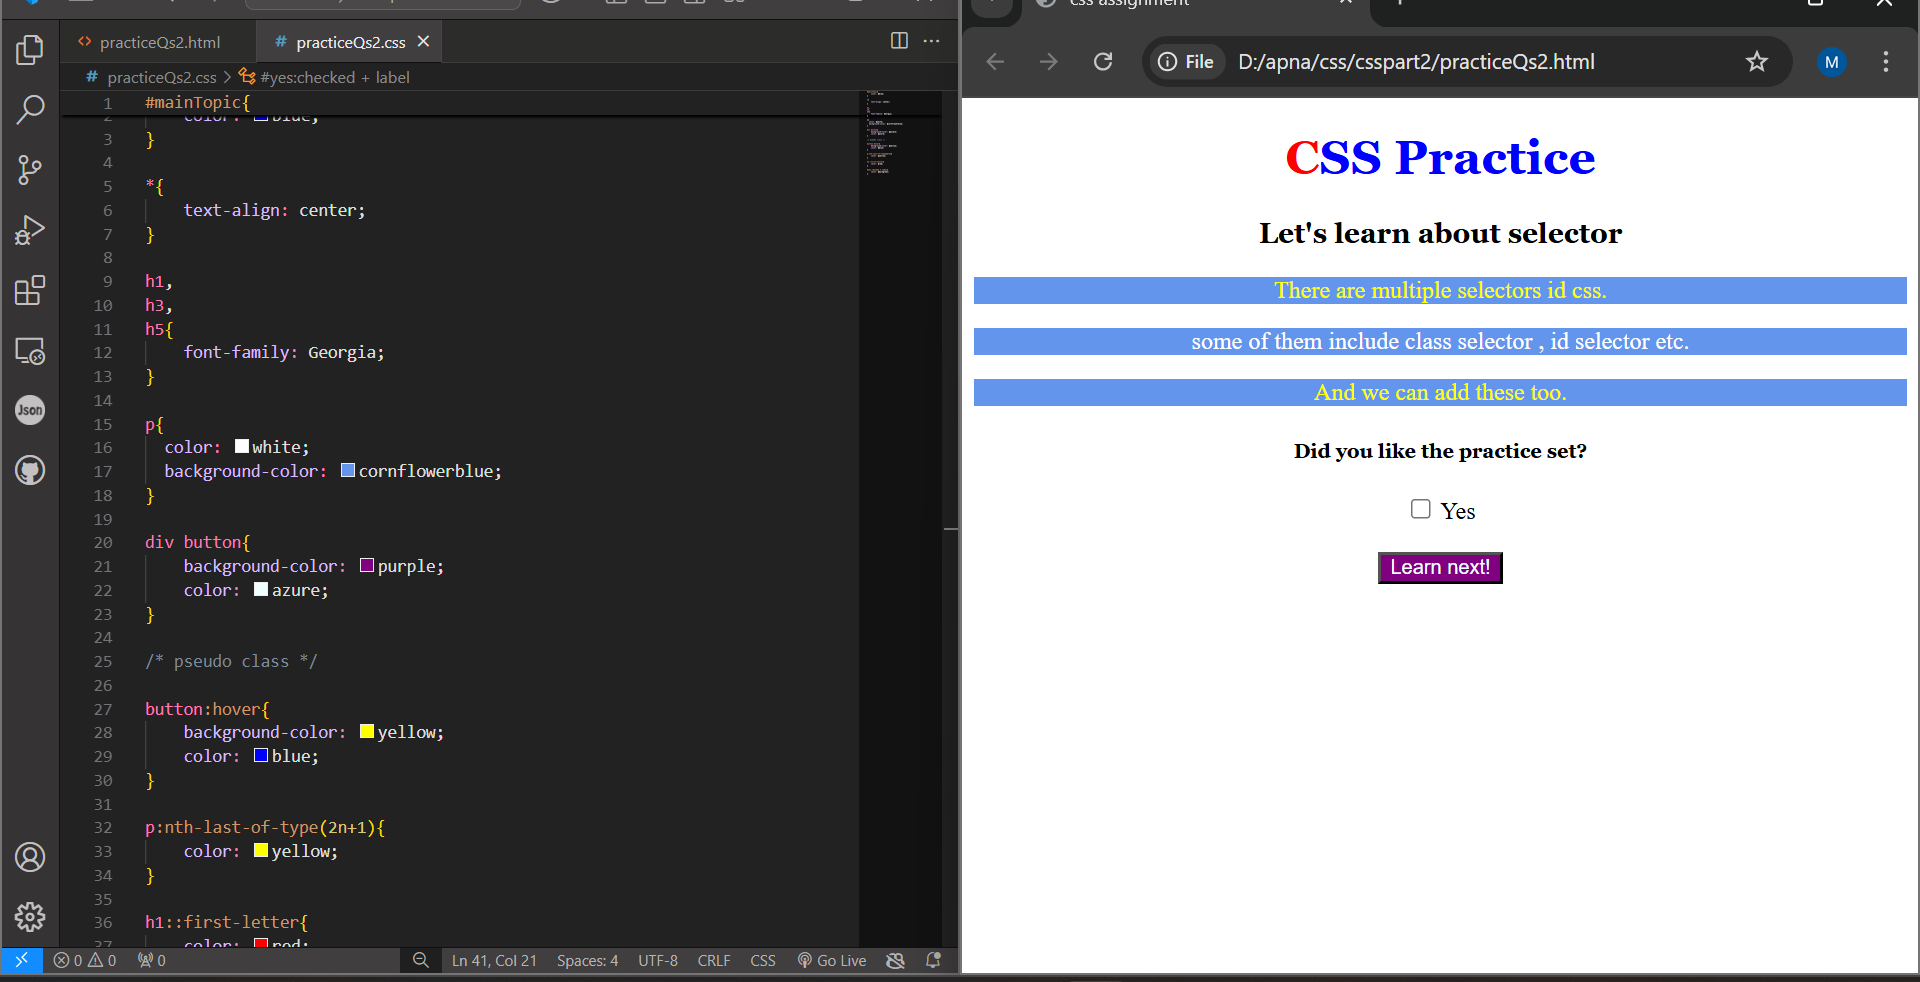 practiceQs2.html
practiceQs2.css
practiceQs2.css > #yes:checked + label
1 #mainTopic{
2 color: blue;
3 }
4
5 *{
6 text-align: center;
7 }
8
9 h1,
10 h3,
11 h5{
12 font-family: Georgia;
13 }
14
15 p{
16 color: white;
17 background-color: cornflowerblue;
18 }
19
20 div button{
21 background-color: purple;
22 color: azure;
23 }
24
25 /* pseudo class */
26
27 button:hover{
28 background-color: yellow;
29 color: blue;
30 }
31
32 p:nth-last-of-type(2n+1){
33 color: yellow;
34 }
35
36 h1::first-letter{
37 color: red;
Json
0 0 0 Ln 41, Col 21 Spaces: 4 UTF-8 CRLF CSS Go Live
css assignment
File D:/apna/css/csspart2/practiceQs2.html M
CSS Practice
Let's learn about selector
There are multiple selectors id css.
some of them include class selector , id selector etc.
And we can add these too.
Did you like the practice set?
Yes
Learn next!